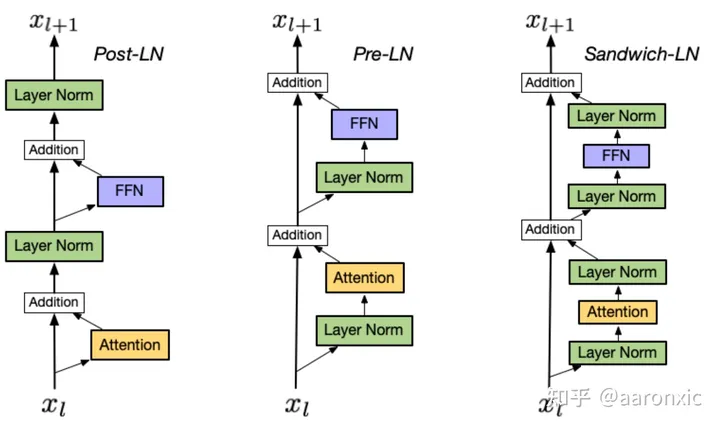 x_{l+1}
Post-LN
Layer Norm
Addition
FFN
Layer Norm
Addition
Attention
x_l
x_{l+1}
Pre-LN
Addition
FFN
Layer Norm
Addition
Attention
Layer Norm
x_l
x_{l+1}
Sandwich-LN
Addition
Layer Norm
FFN
Layer Norm
Addition
Layer Norm
Attention
Layer Norm
x_l
知乎 @aaronxic